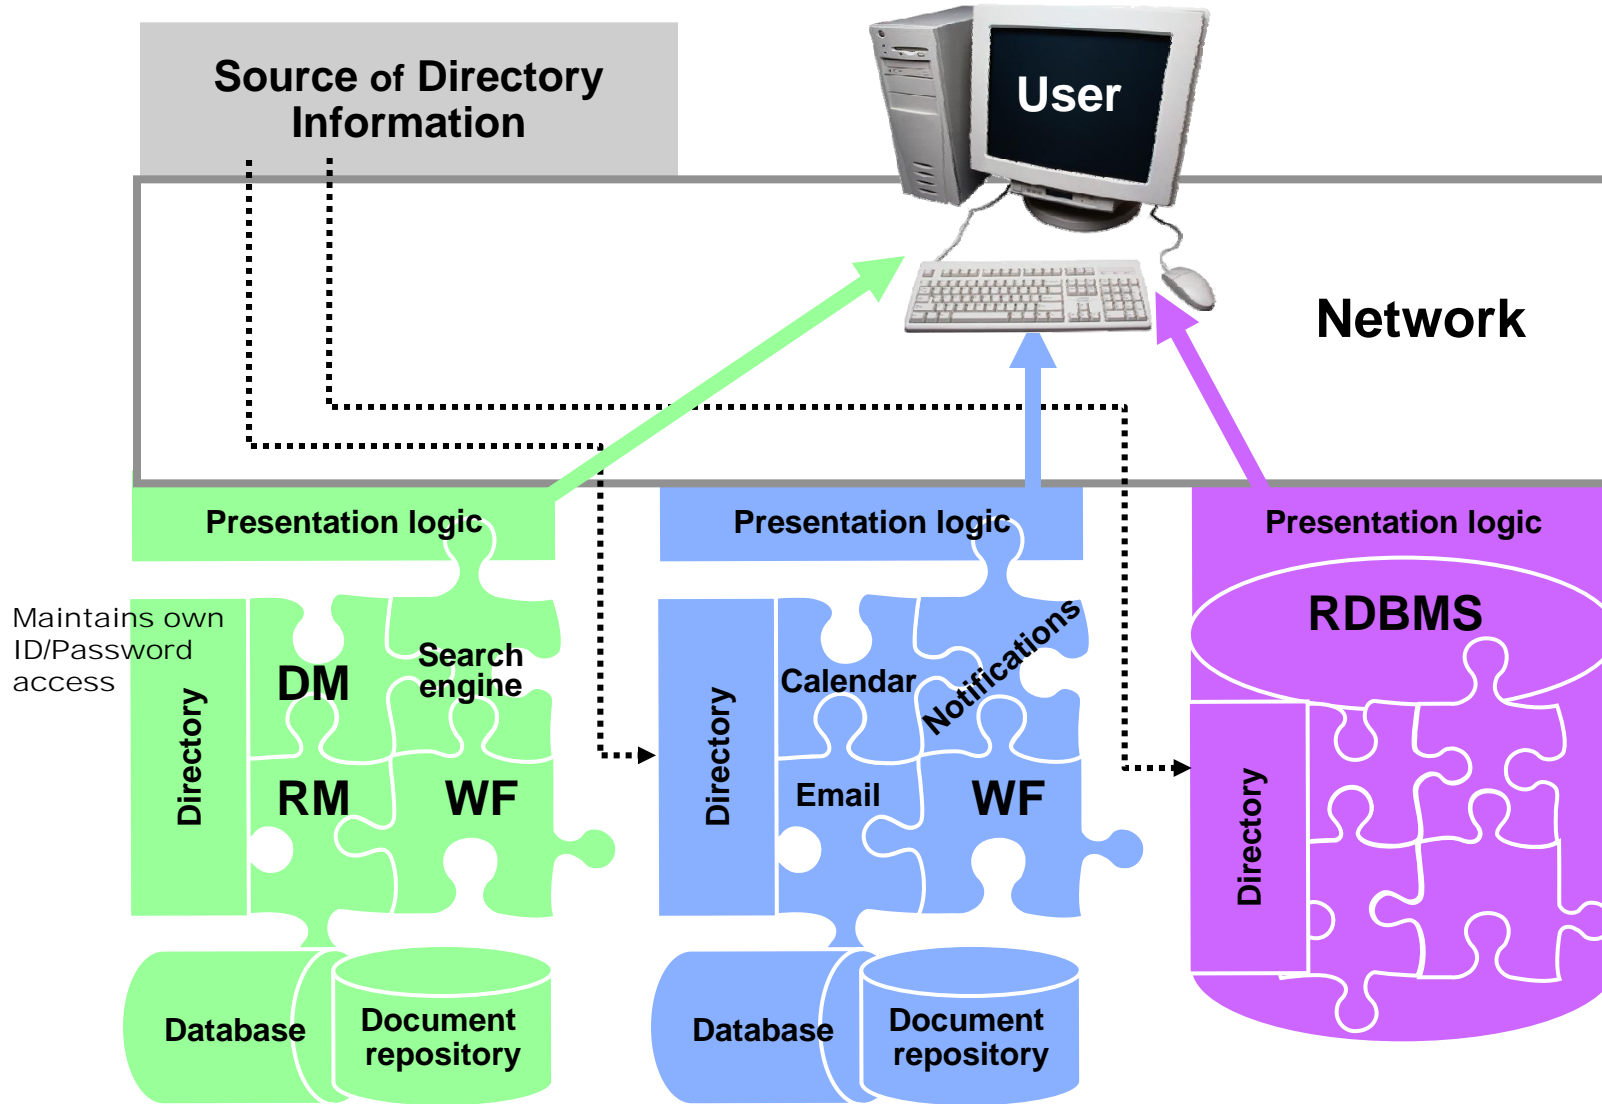 Source of Directory
Information
User
Network
Presentation logic
Presentation logic
Presentation logic
Maintains own
ID/Password
access
Directory
DM
Search
engine
RM
WF
Database
Document
repository
Directory
Calendar
Notifications
Email
WF
Database
Document
repository
RDBMS
Directory